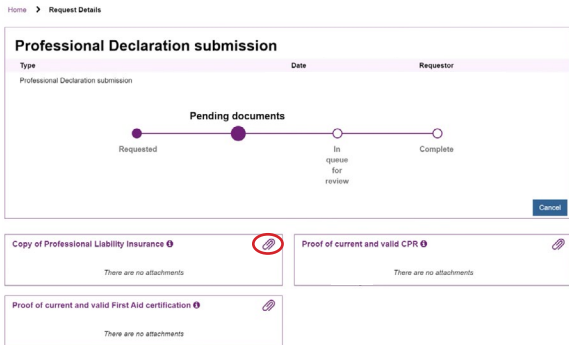 Home > Request Details
Professional Declaration submission
Type Date Requestor
Professional Declaration submission
Pending documents
Requested In Complete
queue
for
review
Cancel
Copy of Professional Liability Insurance Proof of current and valid CPR
There are no attachments There are no attachments
Proof of current and valid First Aid certification
There are no attachments